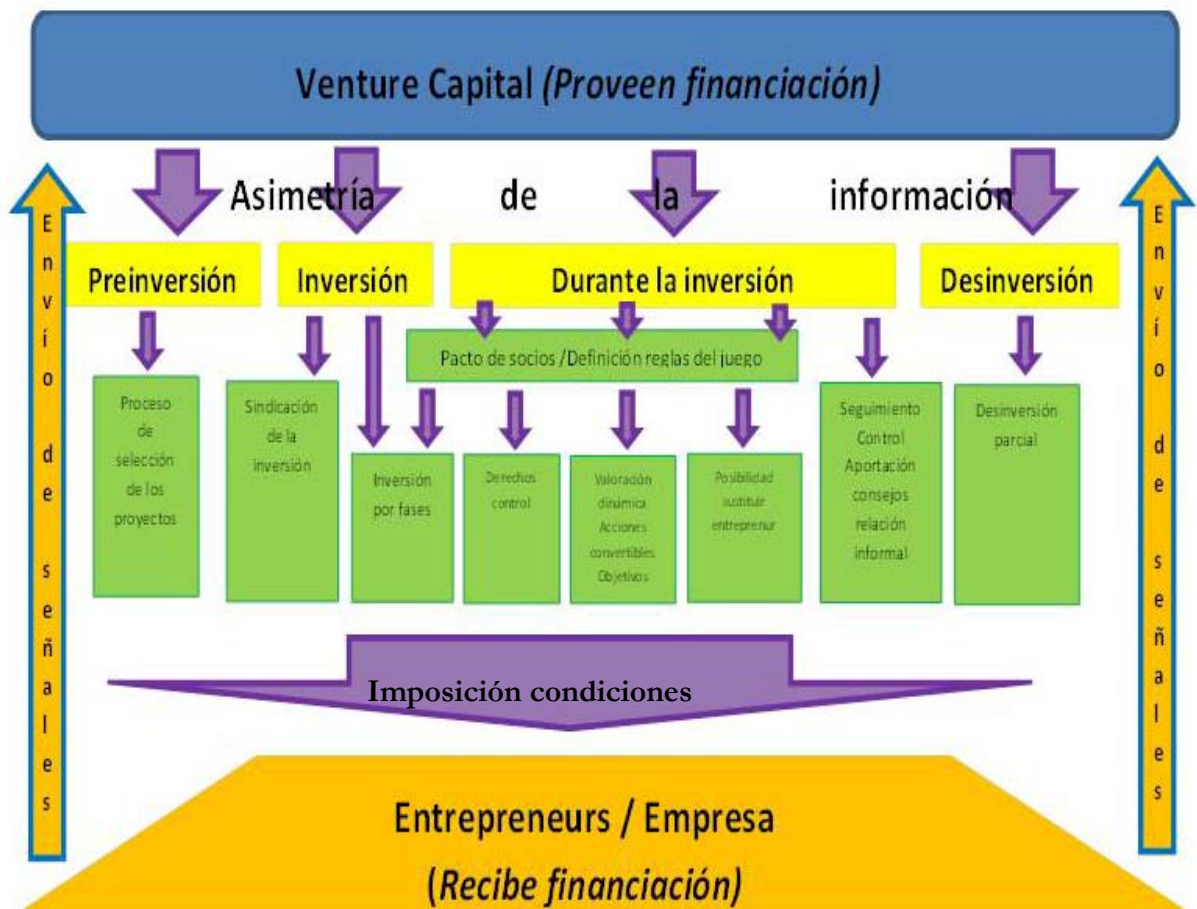 Venture Capital (Proveen financiación)
Asimetría de la información
Envío de señales
Envío de señales
Preinversión
Inversión
Durante la inversión
Desinversión
Pacto de socios /Definición reglas del juego
Proceso
de
selección
de los
proyectos
Sindicación
de la
inversión
Inversión
por fases
Derechos
control
Valoración
dinámica
Acciones
convertibles
Objetivos
Posibilidad
sustituir
entreprenur
Seguimiento
Control
Aportación
consejos
relación
informal
Desinversión
parcial
Imposición condiciones
Entrepreneurs / Empresa
(Recibe financiación)